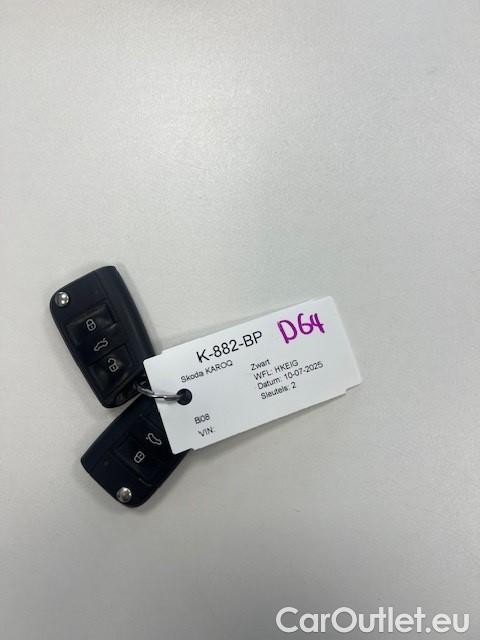 K-882-BP
D64
Skoda KAROQ
Zwart
WFL: HKEIG
Datum: 10-07-2025
Sleutels: 2
B08
VIN:
CarOutlet.eu